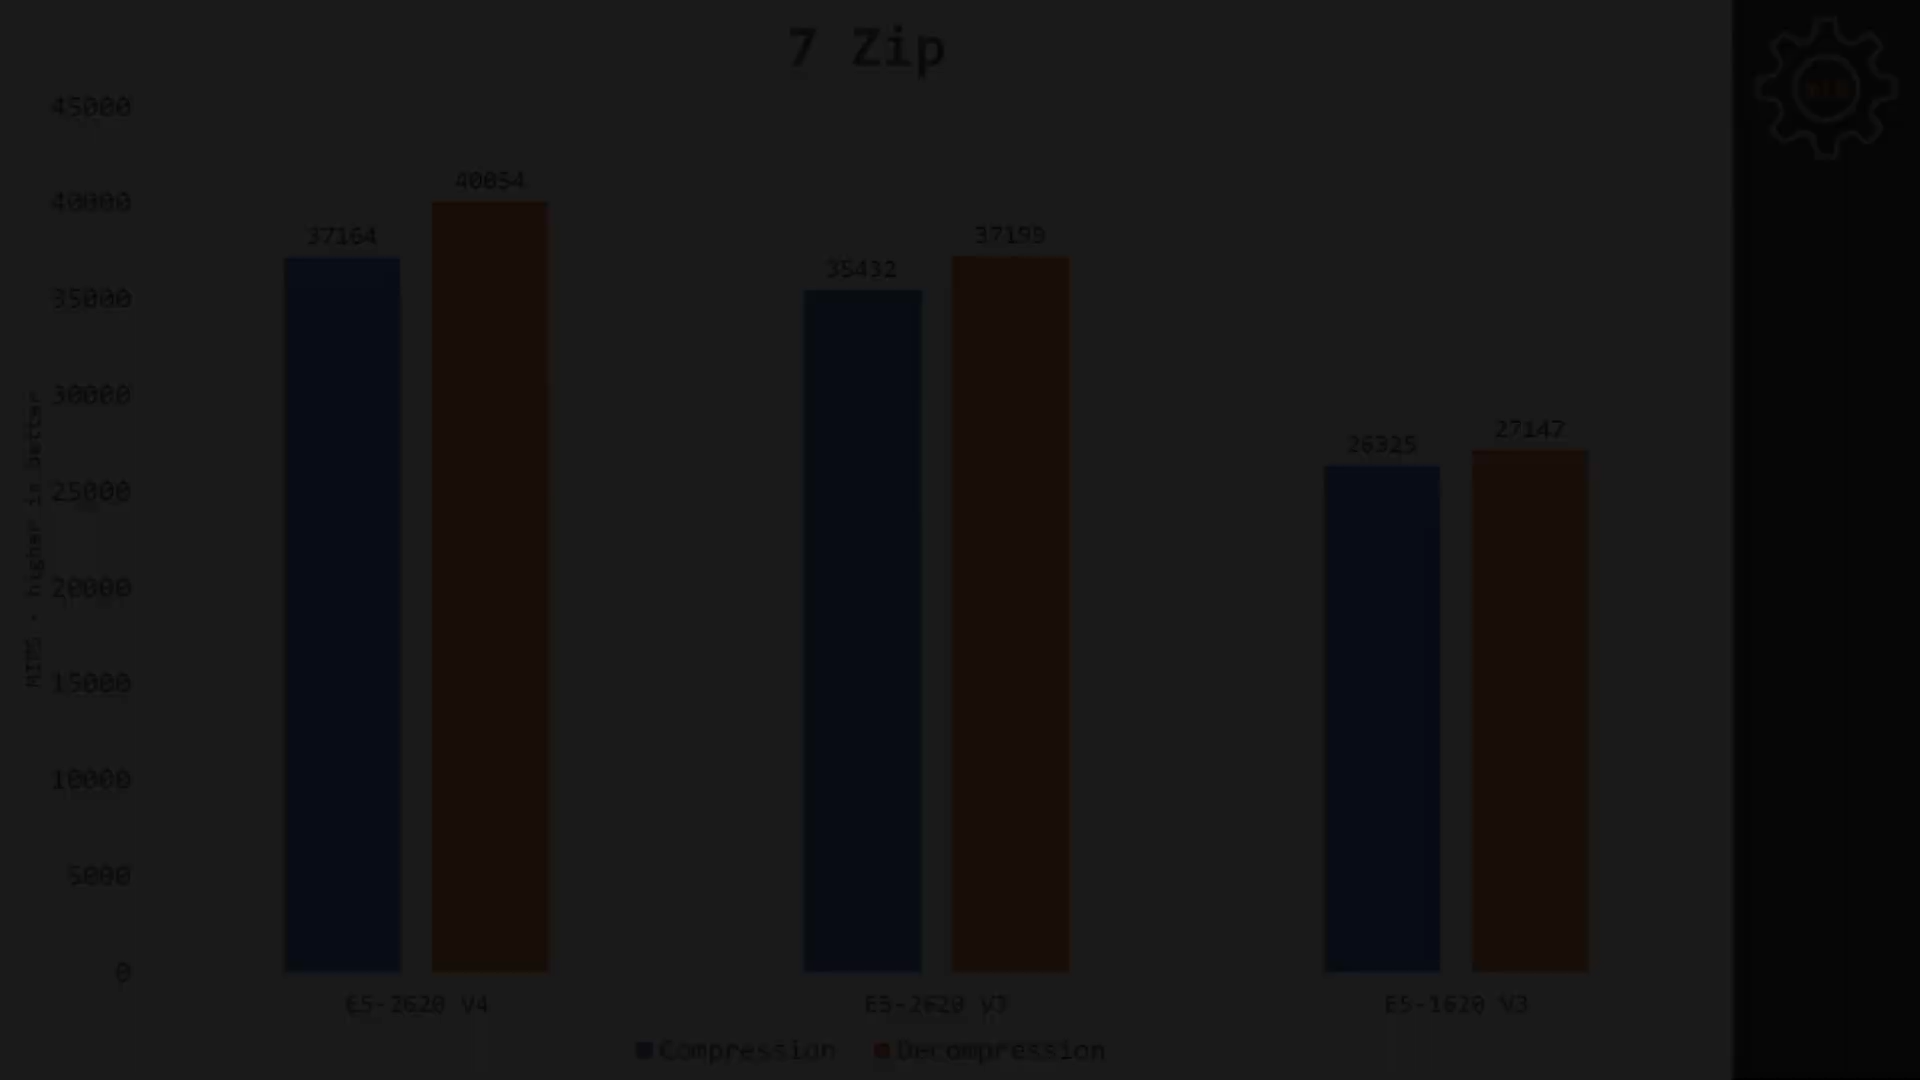 7 Zip
45000
40000
35000
30000
25000
20000
15000
10000
5000
0
MIPS - higher is better
37164
40054
35432
37199
26325
27147
E5-2620 V4
E5-2620 V3
E5-1620 V3
Compression
Decompression